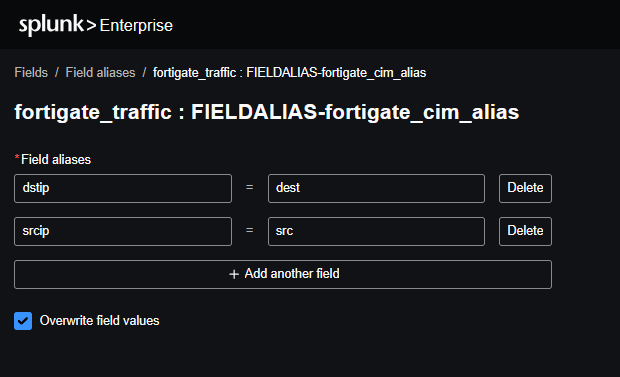 splunk> Enterprise
Fields / Field aliases / fortigate_traffic : FIELDALIAS-fortigate_cim_alias
fortigate_traffic : FIELDALIAS-fortigate_cim_alias
*Field aliases
dstip = dest Delete
srcip = src Delete
+ Add another field
Overwrite field values